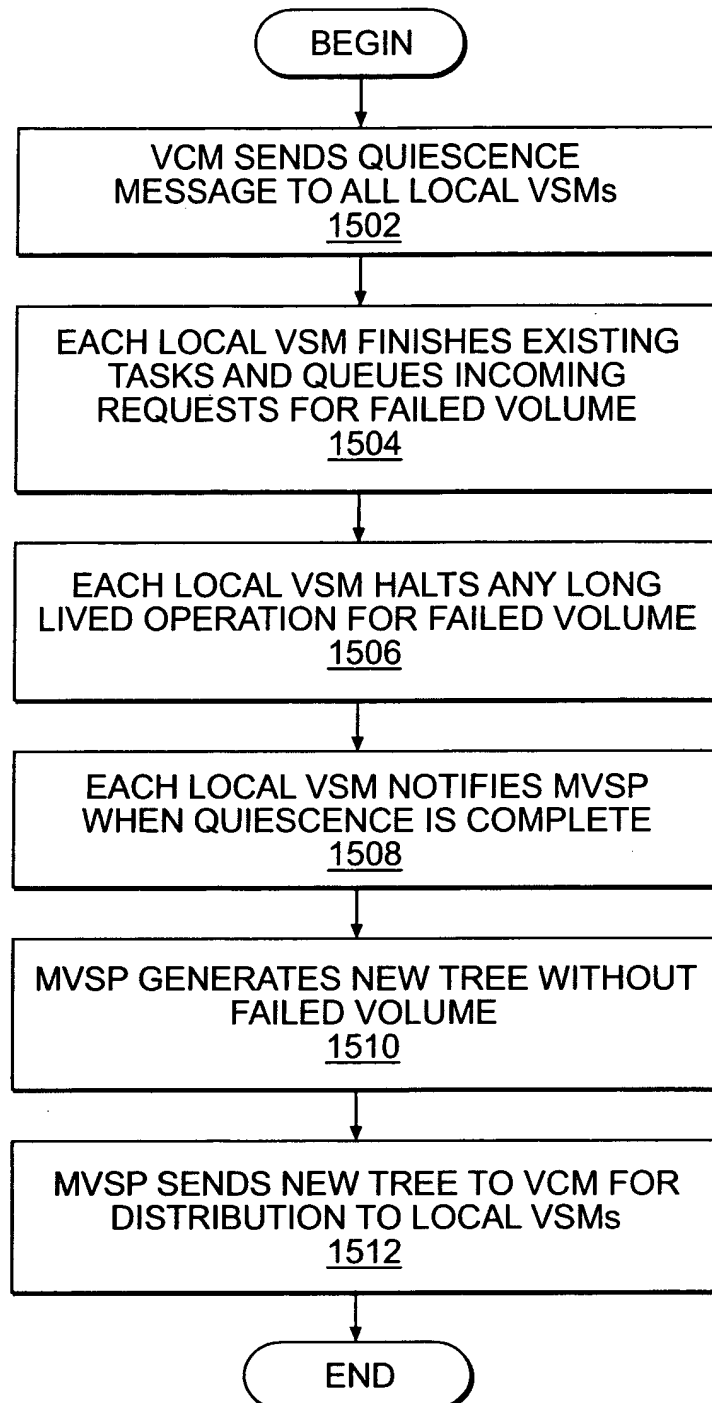 BEGIN
VCM SENDS QUIESCENCE
MESSAGE TO ALL LOCAL VSMs
1502
EACH LOCAL VSM FINISHES EXISTING
TASKS AND QUEUES INCOMING
REQUESTS FOR FAILED VOLUME
1504
EACH LOCAL VSM HALTS ANY LONG
LIVED OPERATION FOR FAILED VOLUME
1506
EACH LOCAL VSM NOTIFIES MVSP
WHEN QUIESCENCE IS COMPLETE
1508
MVSP GENERATES NEW TREE WITHOUT
FAILED VOLUME
1510
MVSP SENDS NEW TREE TO VCM FOR
DISTRIBUTION TO LOCAL VSMs
1512
END